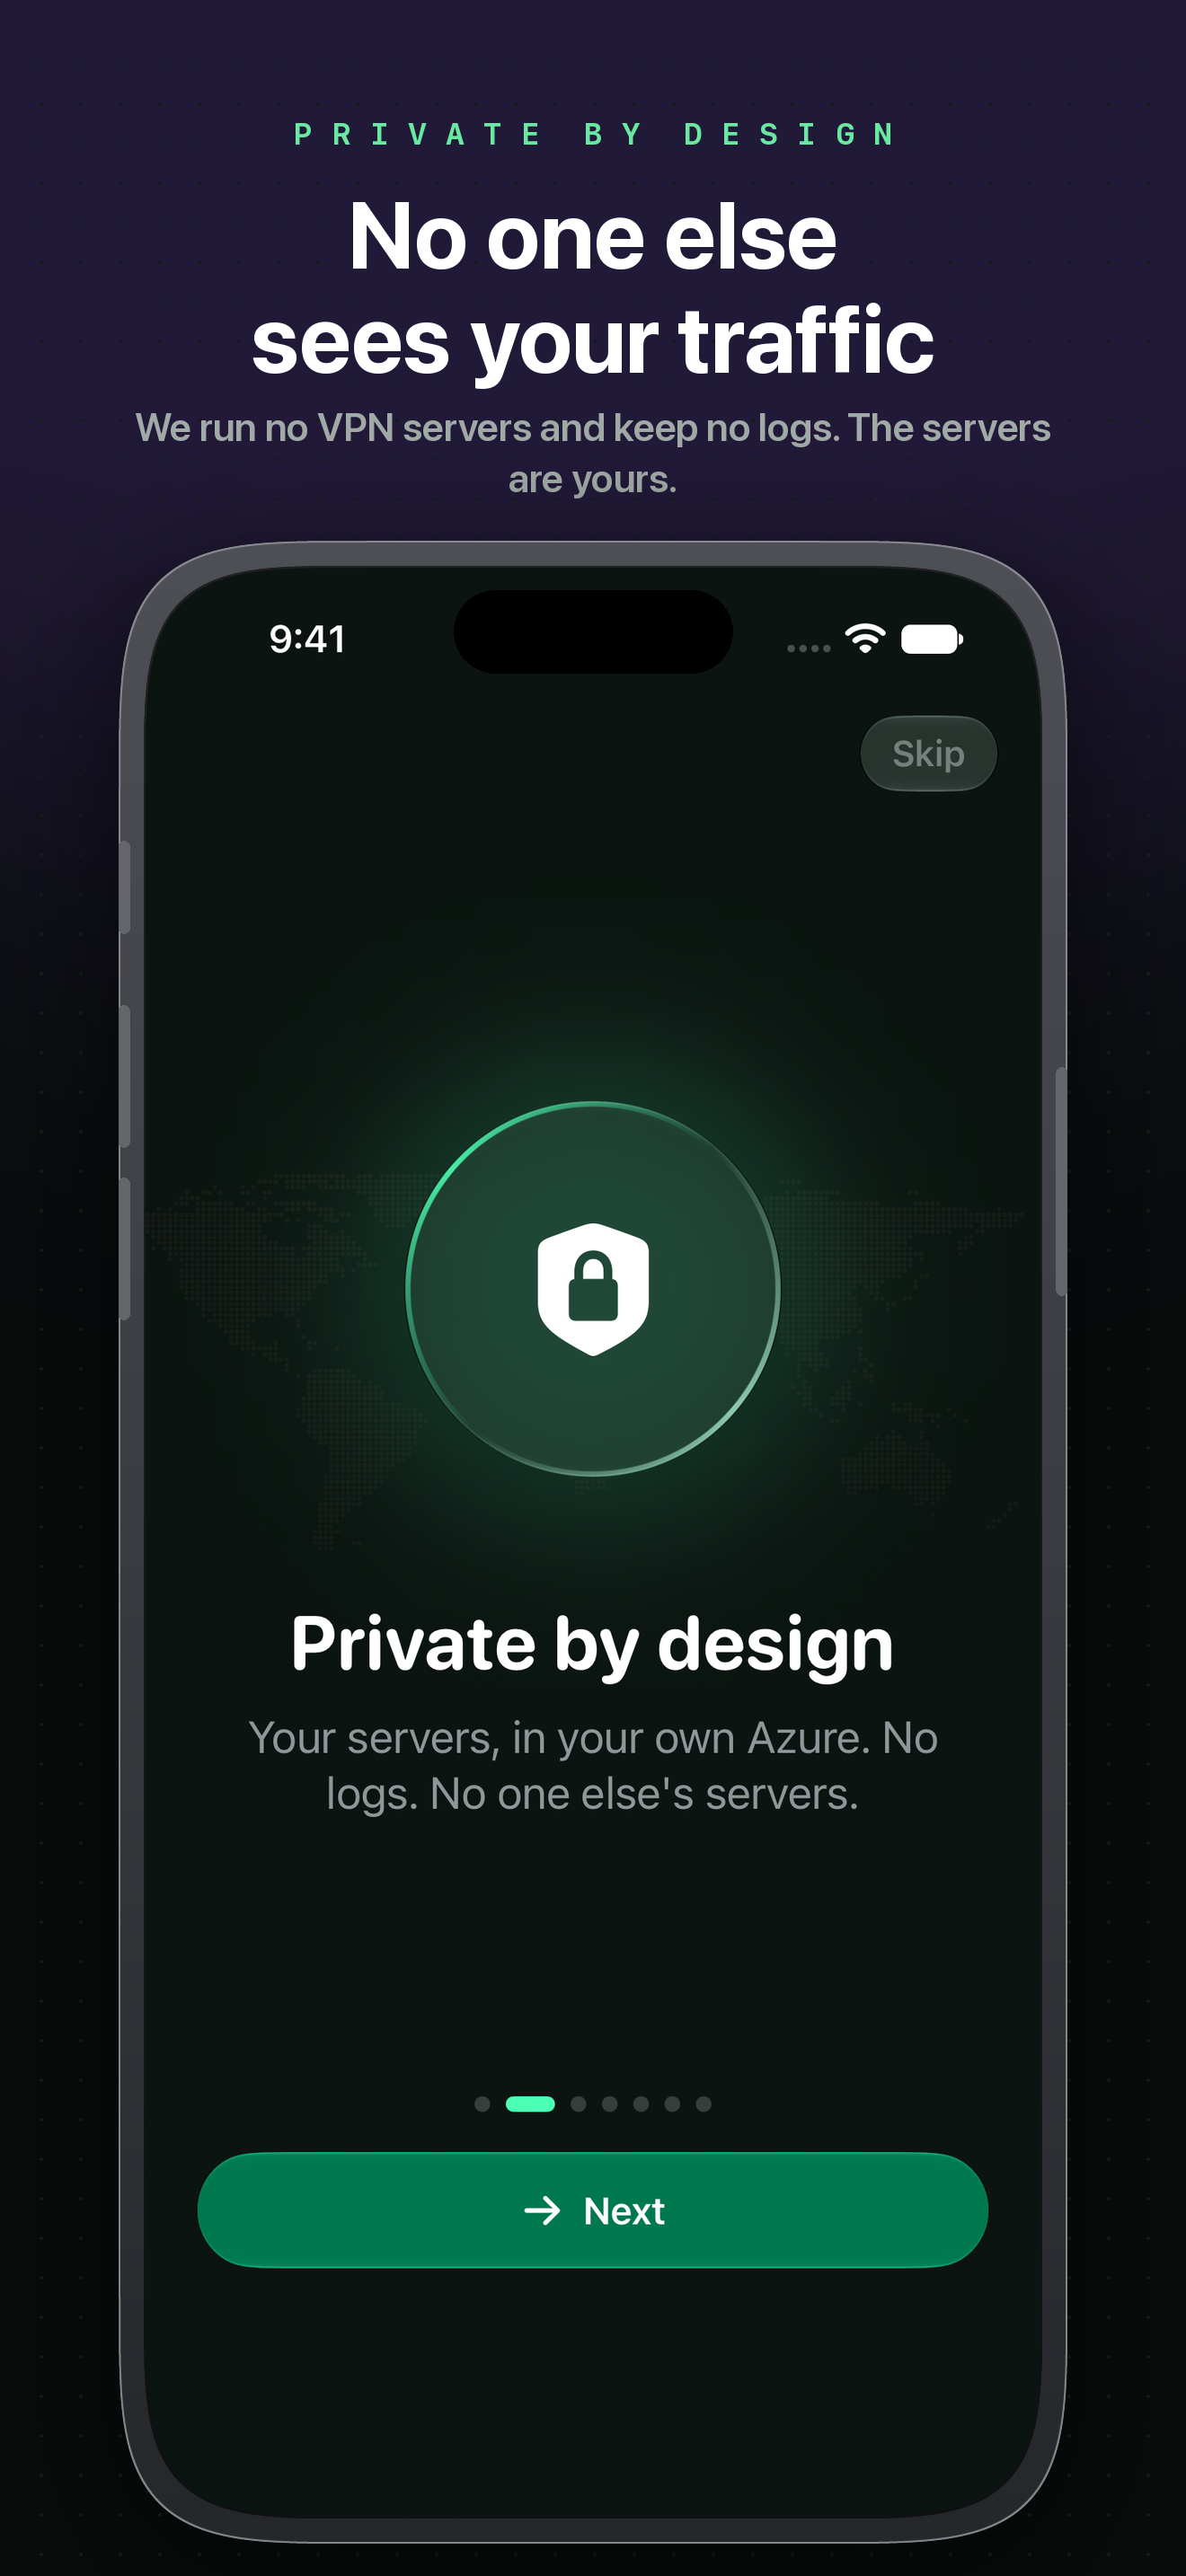 PRIVATE BY DESIGN
No one else
sees your traffic
We run no VPN servers and keep no logs. The servers
are yours.
9:41
Skip
Private by design
Your servers, in your own Azure. No
logs. No one else's servers.
→ Next